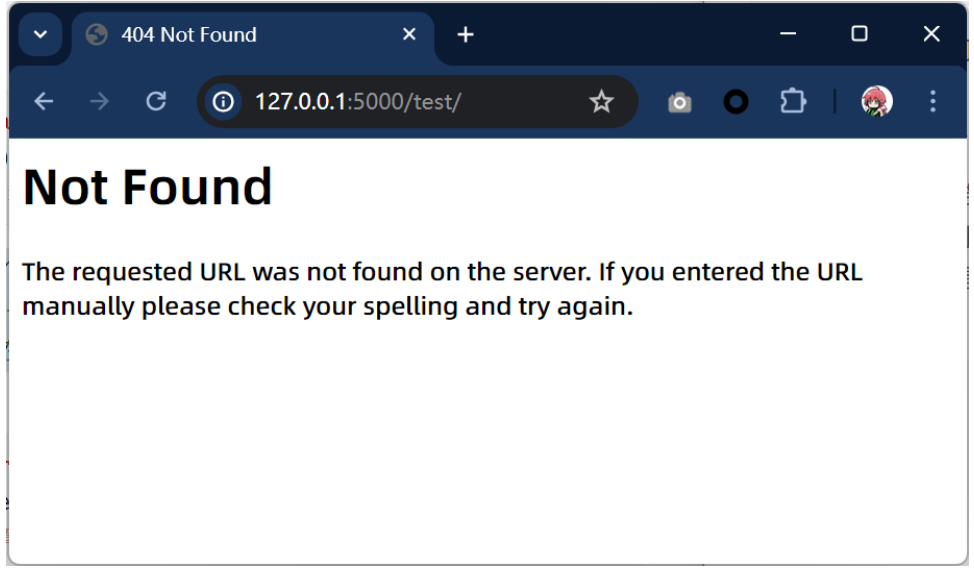 404 Not Found
127.0.0.1:5000/test/
Not Found
The requested URL was not found on the server. If you entered the URL
manually please check your spelling and try again.